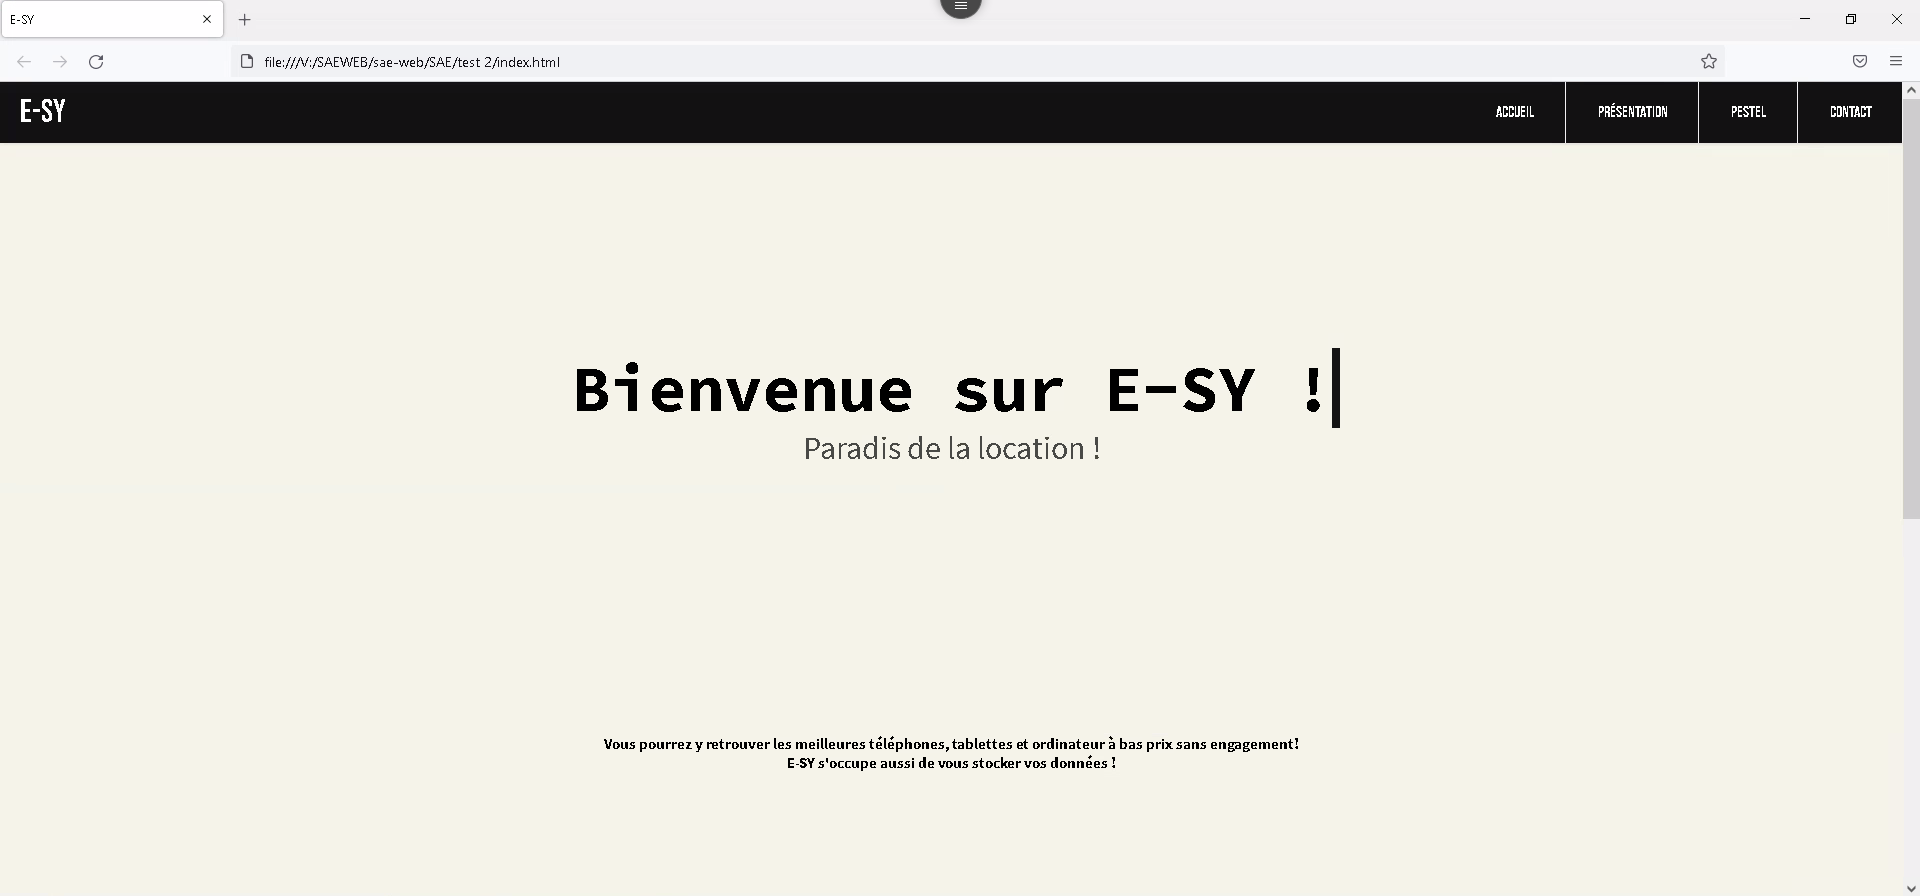 E-SY
file:///V:/SAEWEB/sae-web/SAE/test 2/index.html
E-SY
ACCUEIL
PRÉSENTATION
PESTEL
CONTACT
Bienvenue sur E-SY !
Paradis de la location !
Vous pourrez y retrouver les meilleures téléphones, tablettes et ordinateur à bas prix sans engagement!
E-SY s'occupe aussi de vous stocker vos données !